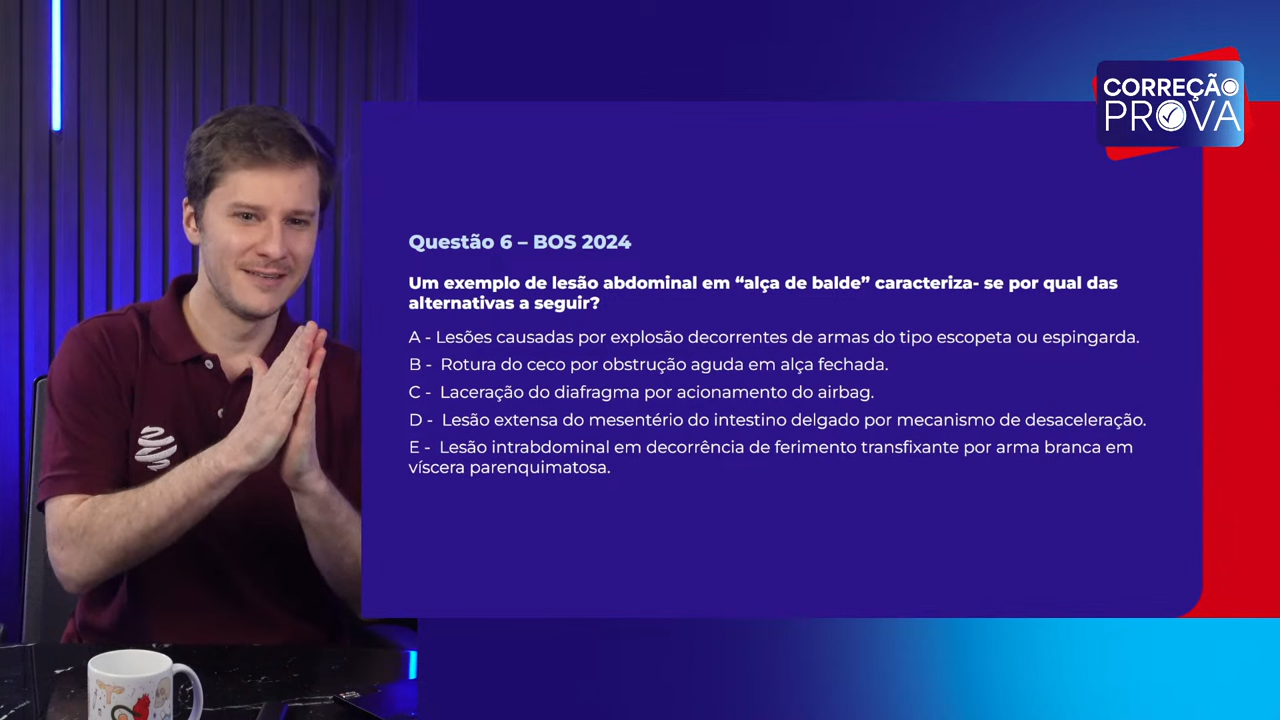 CORREÇÃO
PROVA
Questão 6 – BOS 2024
Um exemplo de lesão abdominal em “alça de balde” caracteriza- se por qual das
alternativas a seguir?
A - Lesões causadas por explosão decorrentes de armas do tipo escopeta ou espingarda.
B - Rotura do ceco por obstrução aguda em alça fechada.
C - Laceração do diafragma por acionamento do airbag.
D - Lesão extensa do mesentério do intestino delgado por mecanismo de desaceleração.
E - Lesão intrabdominal em decorrência de ferimento transfixante por arma branca em
víscera parenquimatosa.